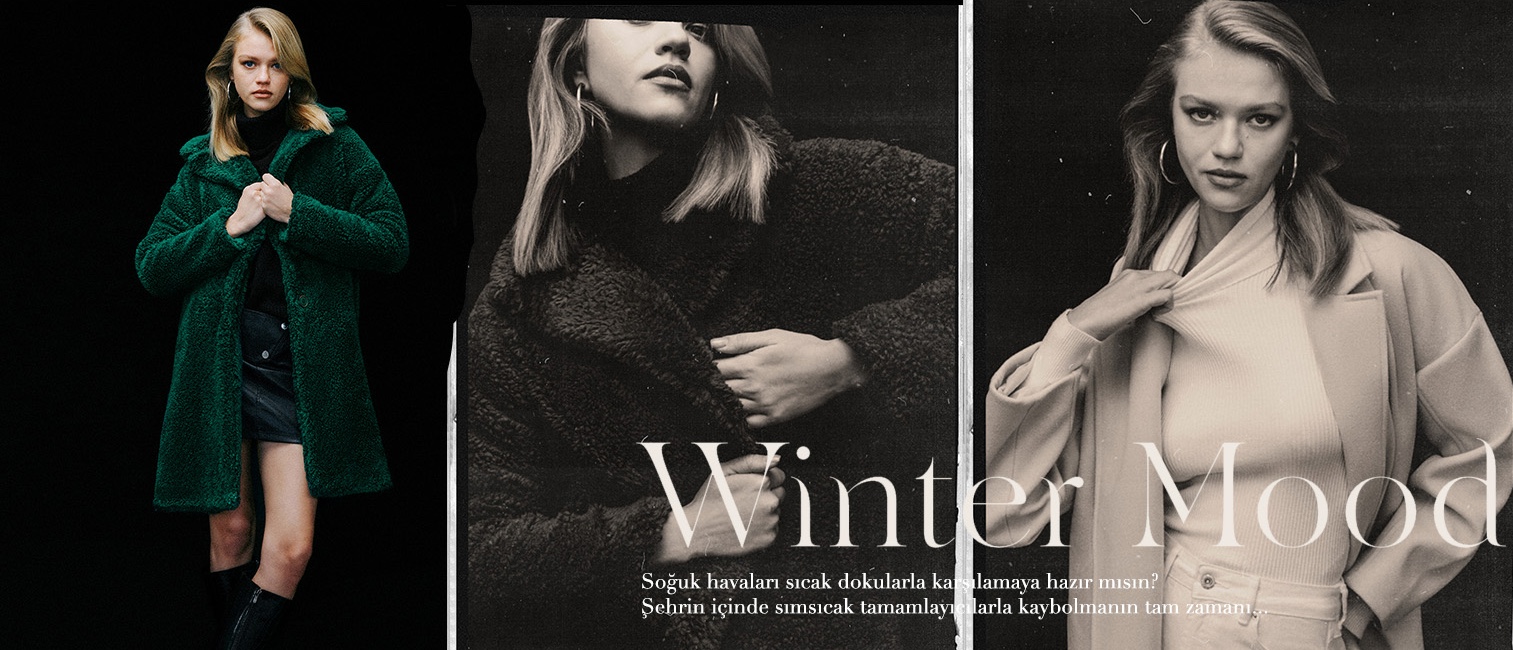 Winter Mood
Soğuk havaları sıcak dokularla karşılamaya hazır mısın?
Şehrin içinde sımsıcak tamamlayıcılarla kaybolmanın tam zamanı...